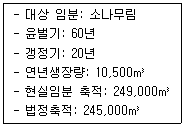 - 대상 임분: 소나무림
- 윤벌기: 60년
- 갱정기: 20년
- 연년생장량: 10,500㎥
- 현실임분 축적: 249,000㎥
- 법정축적: 245,000㎥